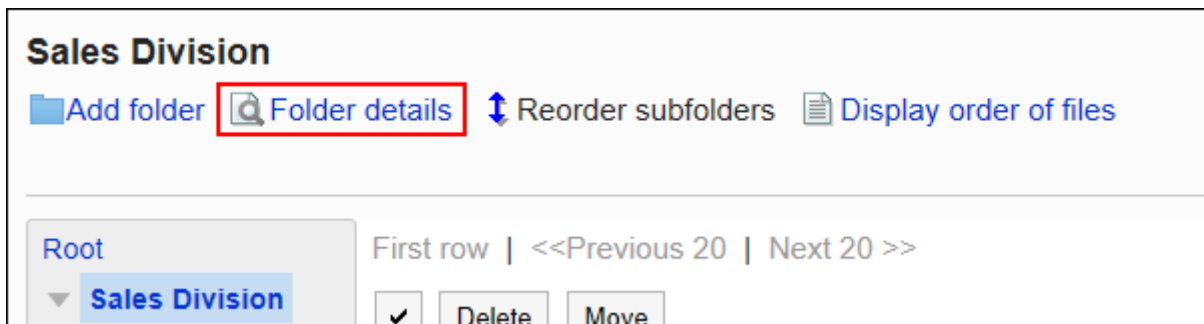 Sales Division
Add folder Folder details Reorder subfolders Display order of files
Root First row | <<Previous 20 | Next 20 >>
Sales Division Delete Move